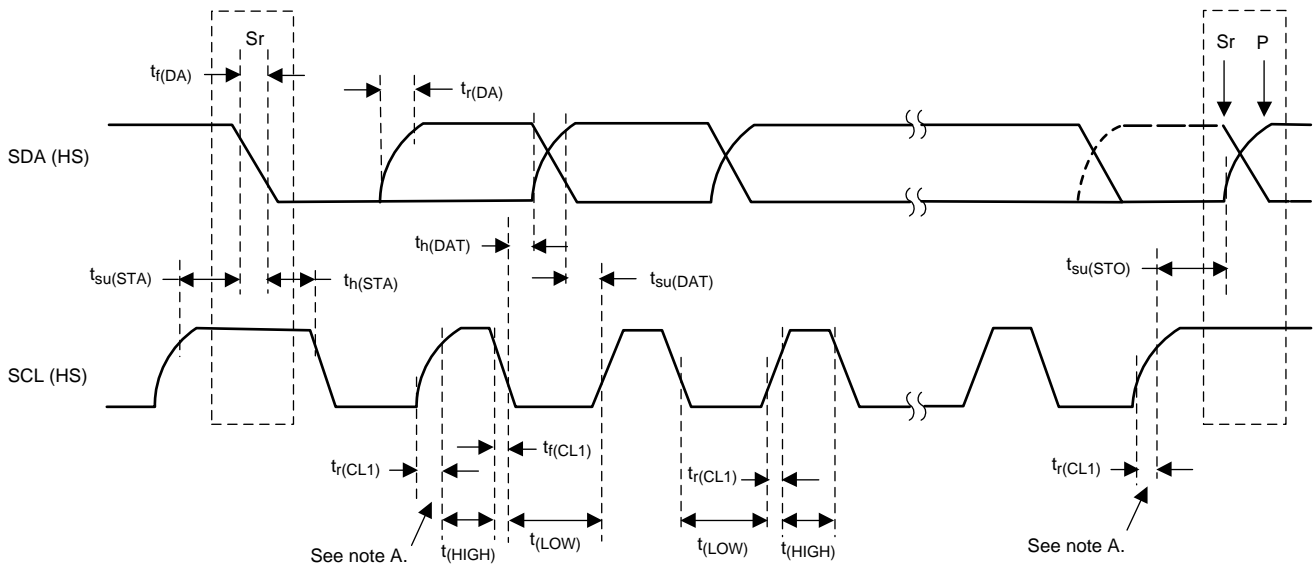 Sr
Sr P
tf(DA)
tr(DA)
SDA (HS)
th(DAT)
tsu(STA)
th(STA)
tsu(DAT)
tsu(STO)
SCL (HS)
tf(CL1)
tr(CL1)
tr(CL1)
tr(CL1)
See note A.
t(HIGH)
t(LOW)
t(LOW)
t(HIGH)
See note A.